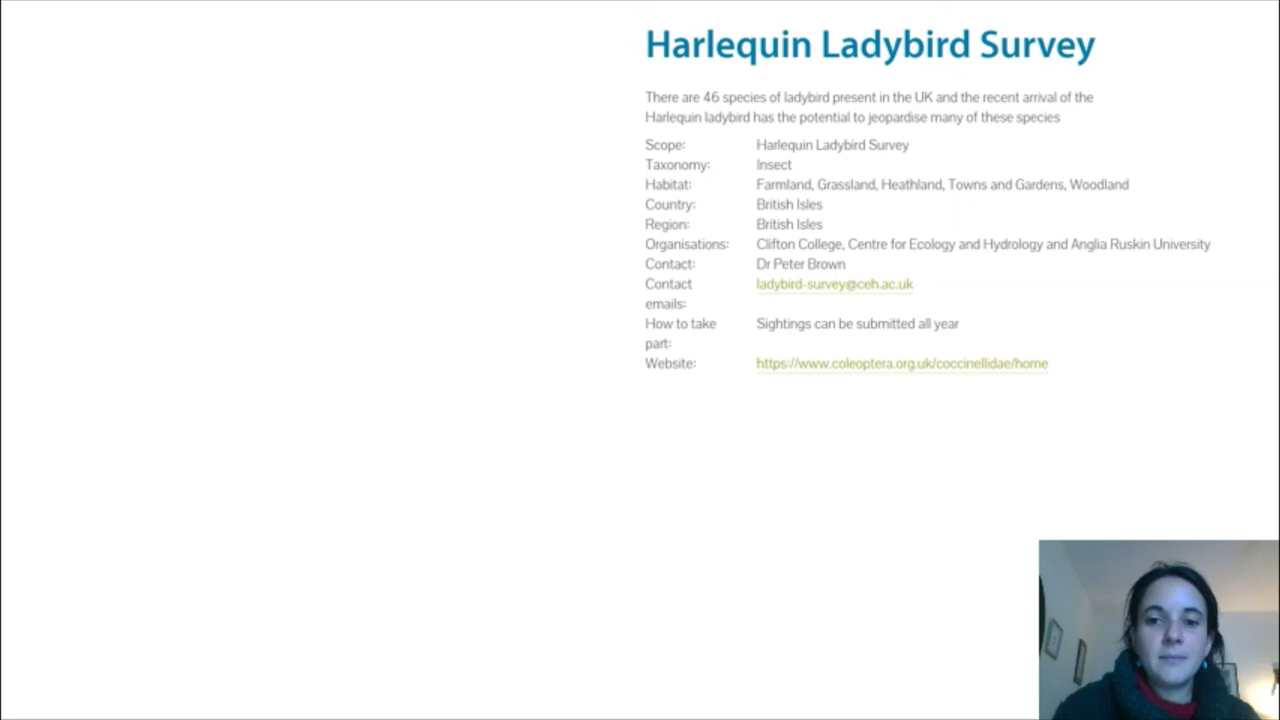 Harlequin Ladybird Survey
There are 46 species of ladybird present in the UK and the recent arrival of the
Harlequin ladybird has the potential to jeopardise many of these species
Scope: Harlequin Ladybird Survey
Taxonomy: Insect
Habitat: Farmland, Grassland, Heathland, Towns and Gardens, Woodland
Country: British Isles
Region: British Isles
Organisations: Clifton College, Centre for Ecology and Hydrology and Anglia Ruskin University
Contact: Dr Peter Brown
Contact ladybird-survey@ceh.ac.uk
emails:
How to take Sightings can be submitted all year
part:
Website: https://www.coleoptera.org.uk/coccinellidae/home